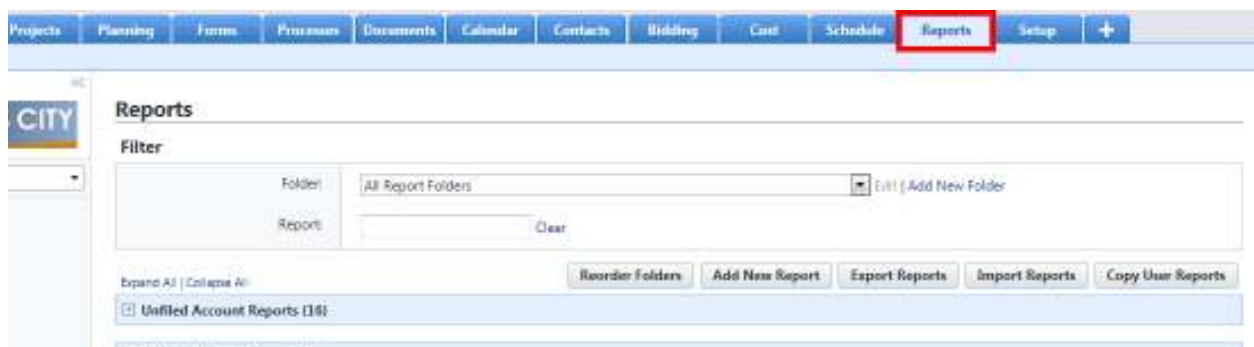 Projects Planning Forms Processes Documents Calendar Contacts Bidding Cost Schedule Reports Setup +
CITY
Reports
Filter
Folder: All Report Folders Edit | Add New Folder
Report: Clear
Expand All | Collapse All Reorder Folders Add New Report Export Reports Import Reports Copy User Reports
Unfiled Account Reports (16)